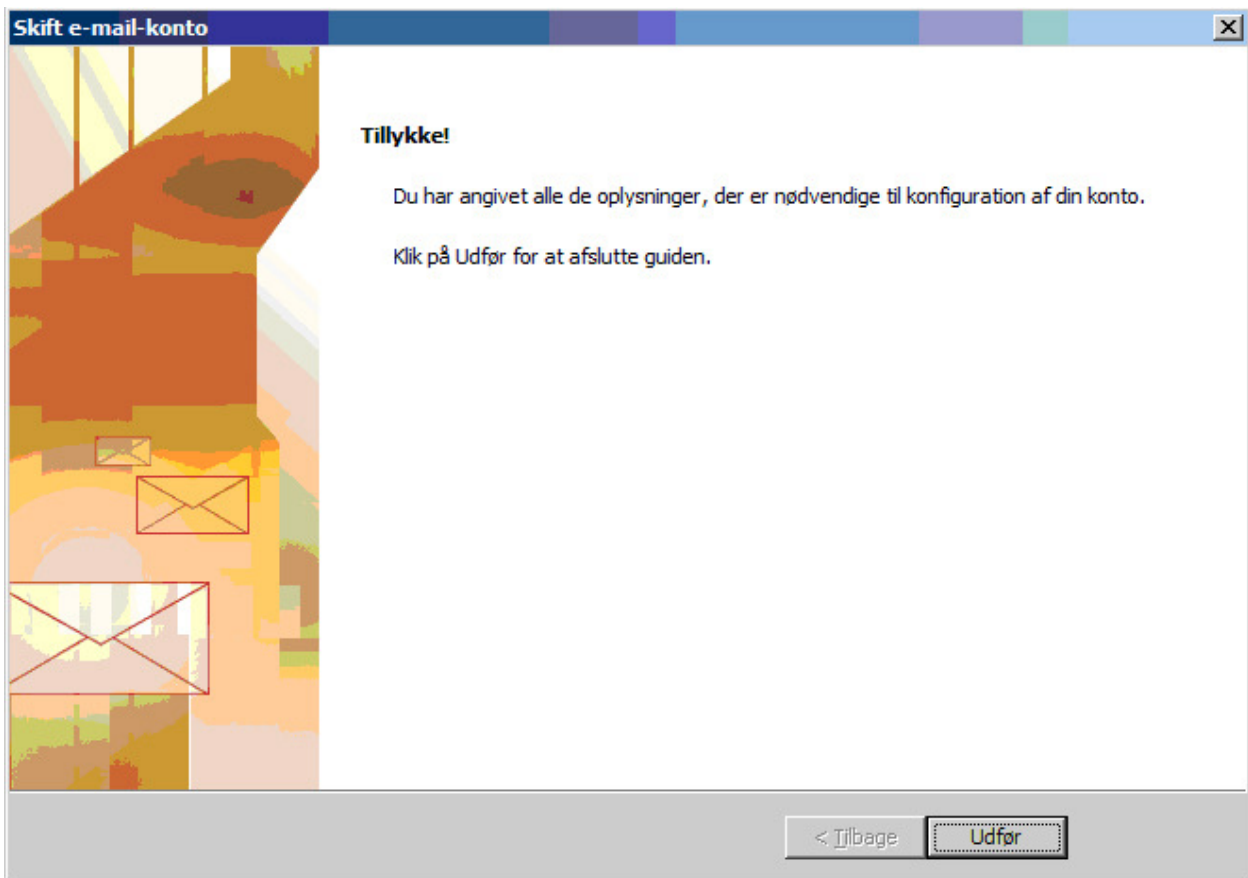 Skift e-mail-konto
Tillykke!
Du har angivet alle de oplysninger, der er nødvendige til konfiguration af din konto.
Klik på Udfør for at afslutte guiden.
< Tilbage
Udfør